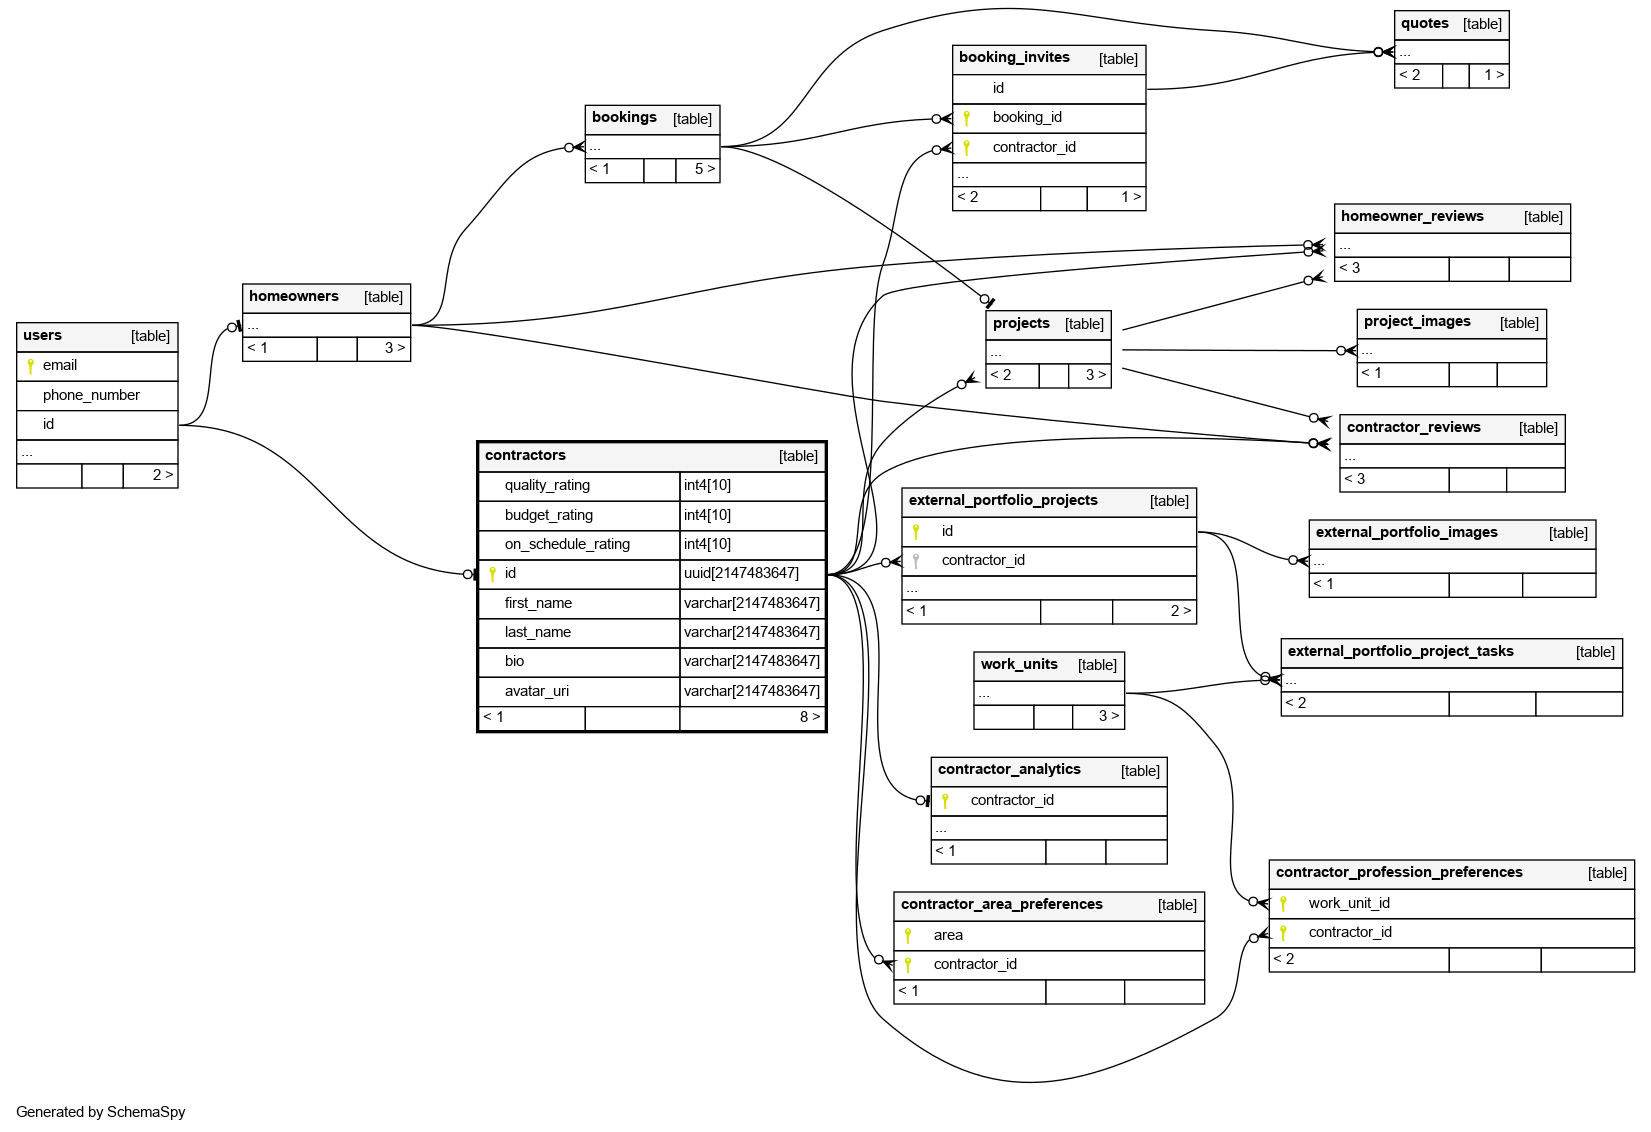 quotes [table]
...
< 2 1 >
booking_invites [table]
id
booking_id
contractor_id
...
< 2 1 >
bookings [table]
...
< 1 5 >
homeowner_reviews [table]
...
< 3
homeowners [table]
...
< 1 3 >
projects [table]
...
< 2 3 >
project_images [table]
...
< 1
users [table]
email
phone_number
id
...
2 >
contractor_reviews [table]
...
< 3
contractors [table]
quality_rating int4[10]
budget_rating int4[10]
on_schedule_rating int4[10]
id uuid[2147483647]
first_name varchar[2147483647]
last_name varchar[2147483647]
bio varchar[2147483647]
avatar_uri varchar[2147483647]
< 1 8 >
external_portfolio_projects [table]
id
contractor_id
...
< 1 2 >
external_portfolio_images [table]
...
< 1
external_portfolio_project_tasks [table]
...
< 2
work_units [table]
...
3 >
contractor_analytics [table]
contractor_id
...
< 1
contractor_profession_preferences [table]
work_unit_id
contractor_id
< 2
contractor_area_preferences [table]
area
contractor_id
< 1
Generated by SchemaSpy